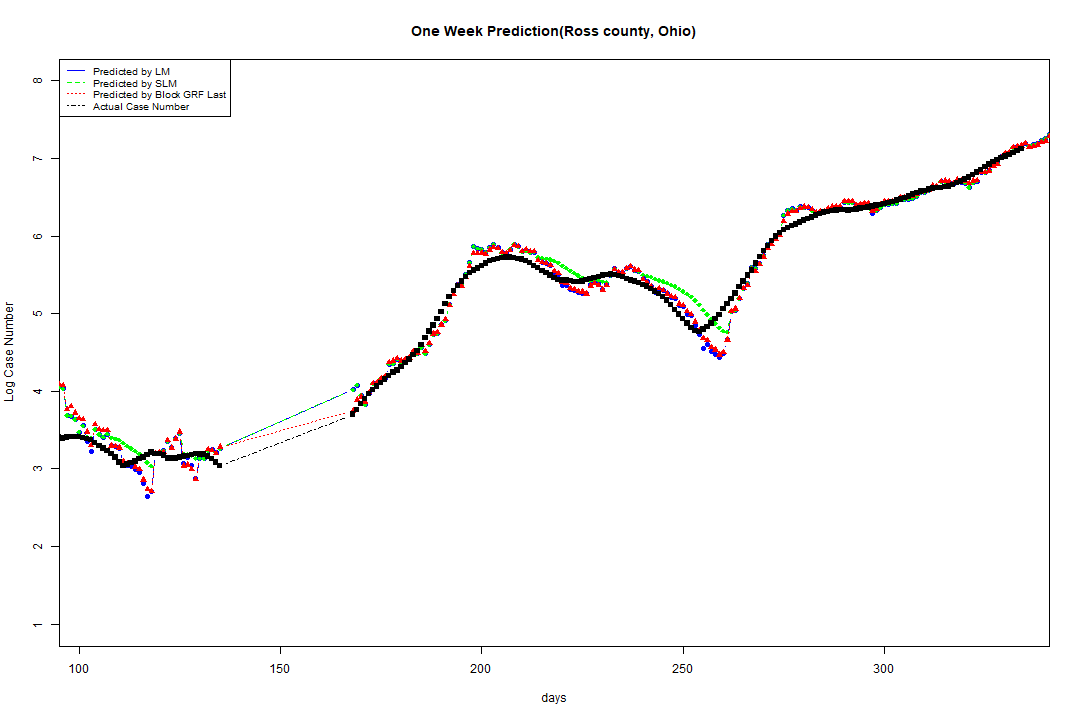 One Week Prediction(Ross county, Ohio)
Predicted by LM
Predicted by SLM
Predicted by Block GRF Last
Actual Case Number
8
7
6
5
4
3
2
1
Log Case Number
100 150 200 250 300
days